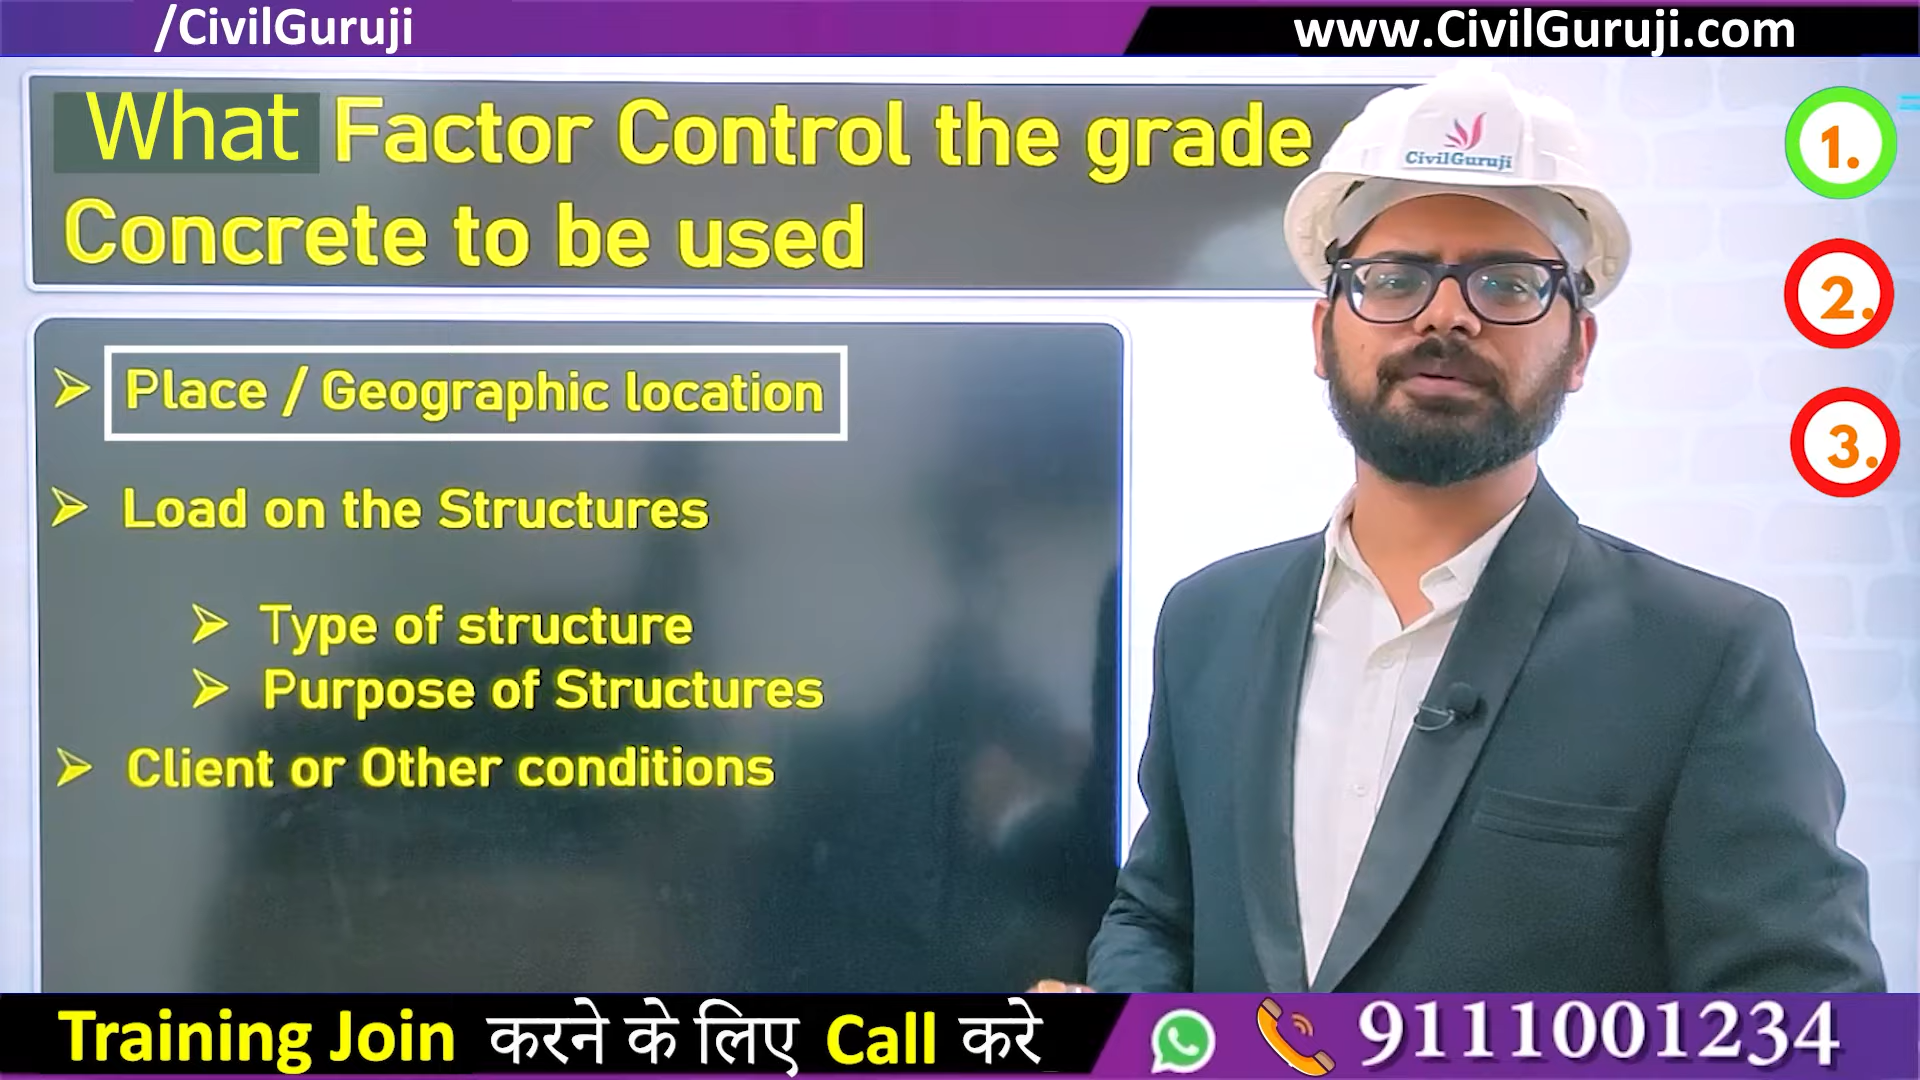 /CivilGuruji
www.CivilGuruji.com
What Factor Control the grade
Concrete to be used
CivilGuruji
1.
2.
3.
➢ Place / Geographic location
➢ Load on the Structures
➢ Type of structure
➢ Purpose of Structures
➢ Client or Other conditions
Training Join करने के लिए Call करे
9111001234